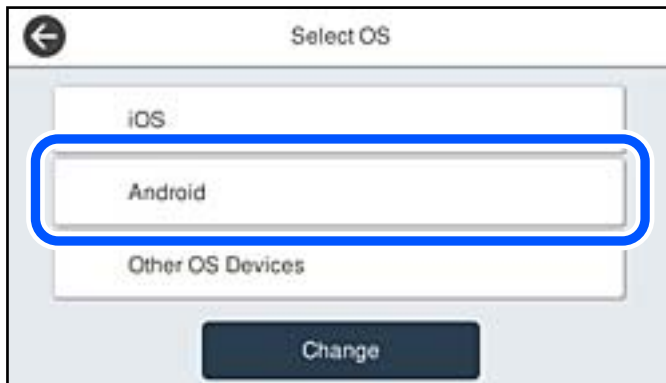 Select OS
iOS
Android
Other OS Devices
Change